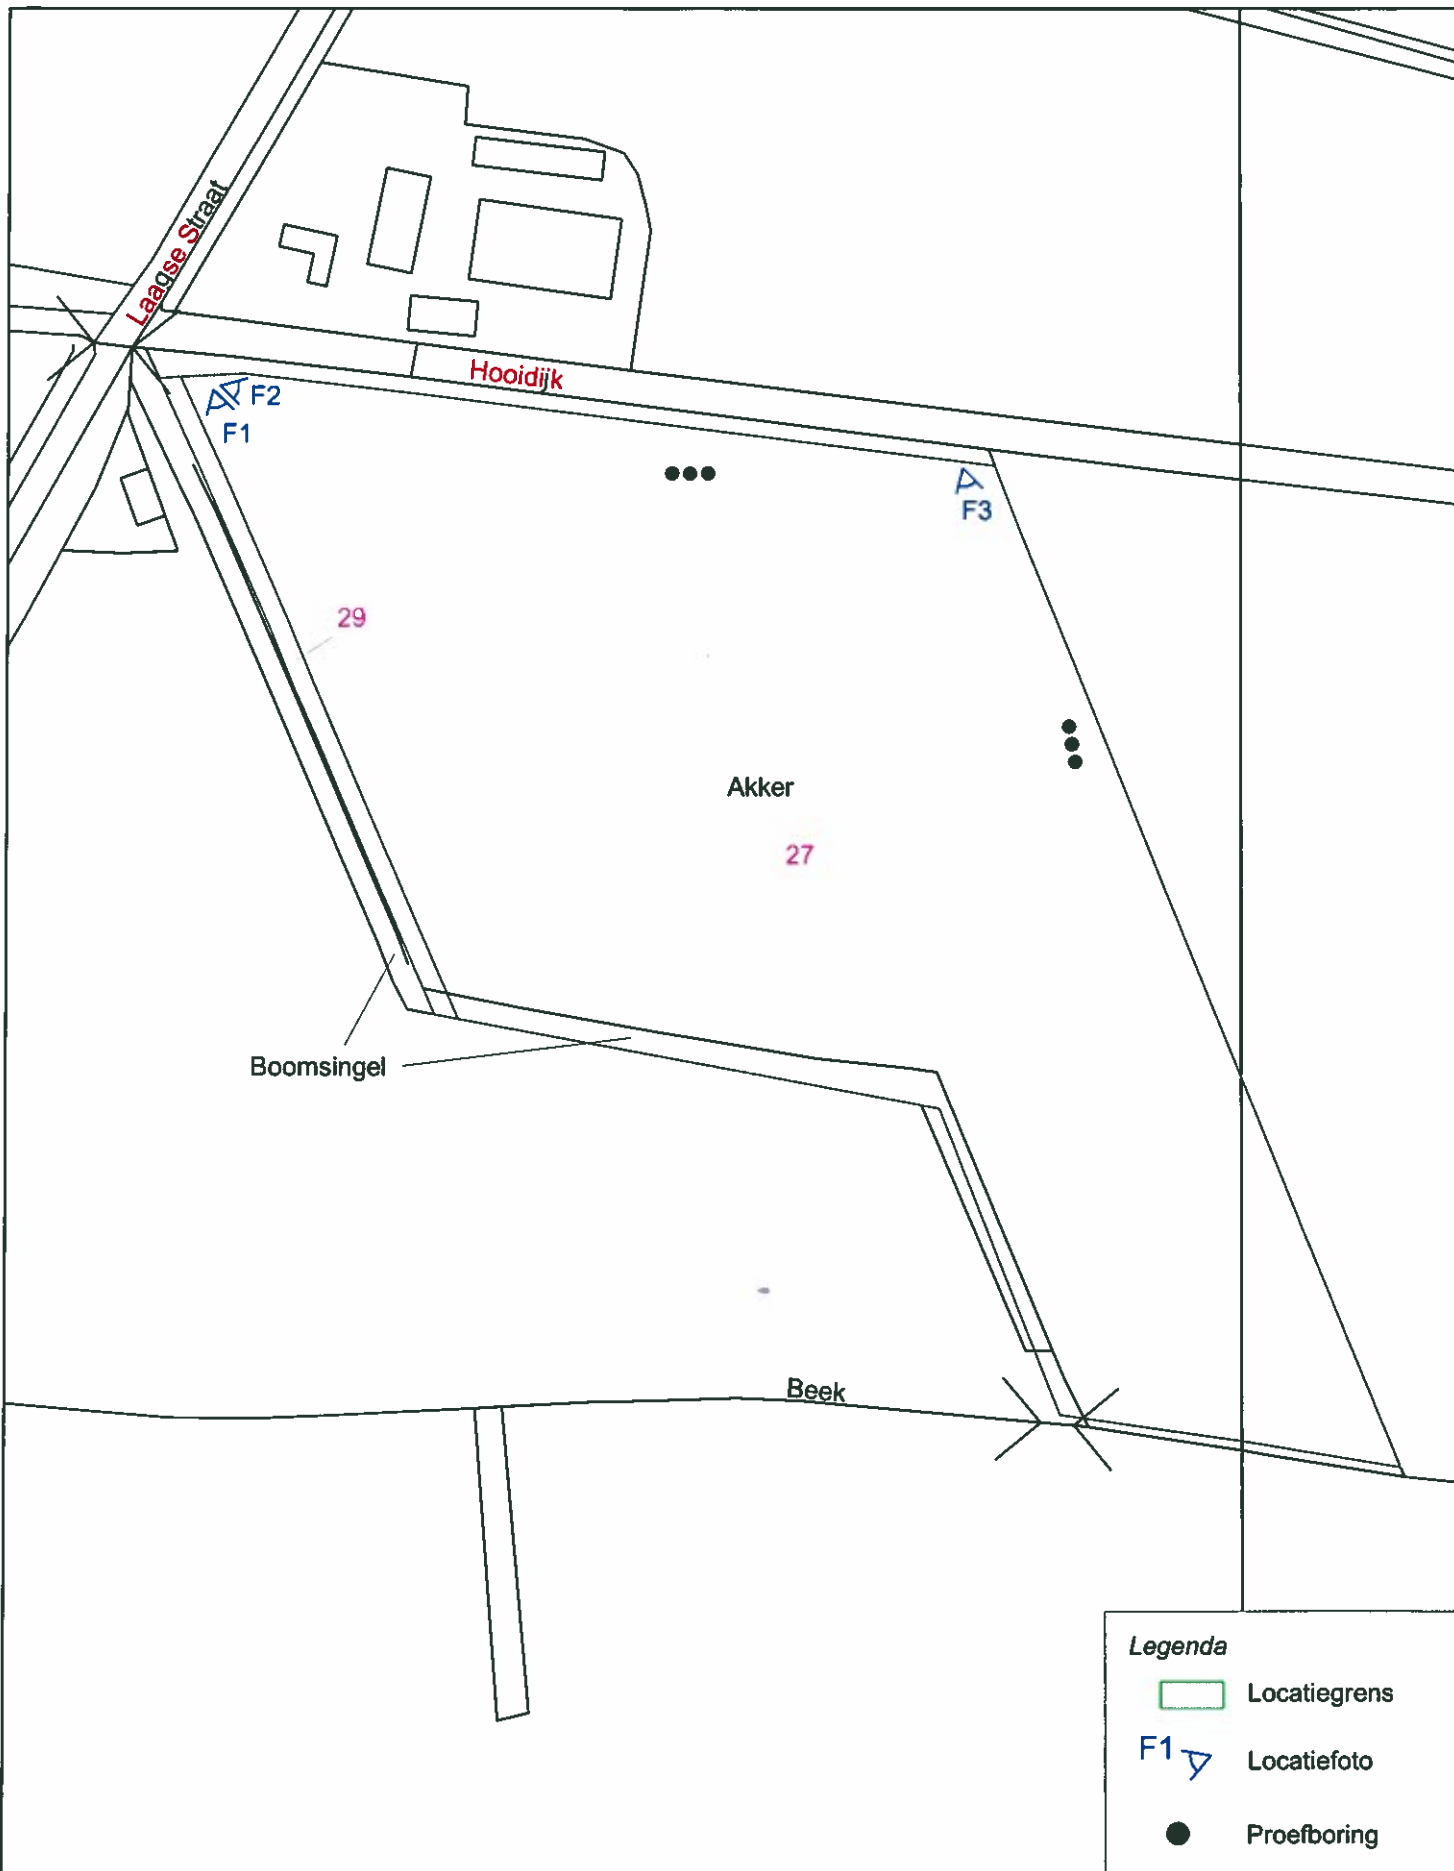 Laagse Straat
Hooidijk
F2
F1
F3
29
Akker
27
Boomsingel
Beek
Legenda
Locatiegrens
F1 Locatiefoto
Proefboring